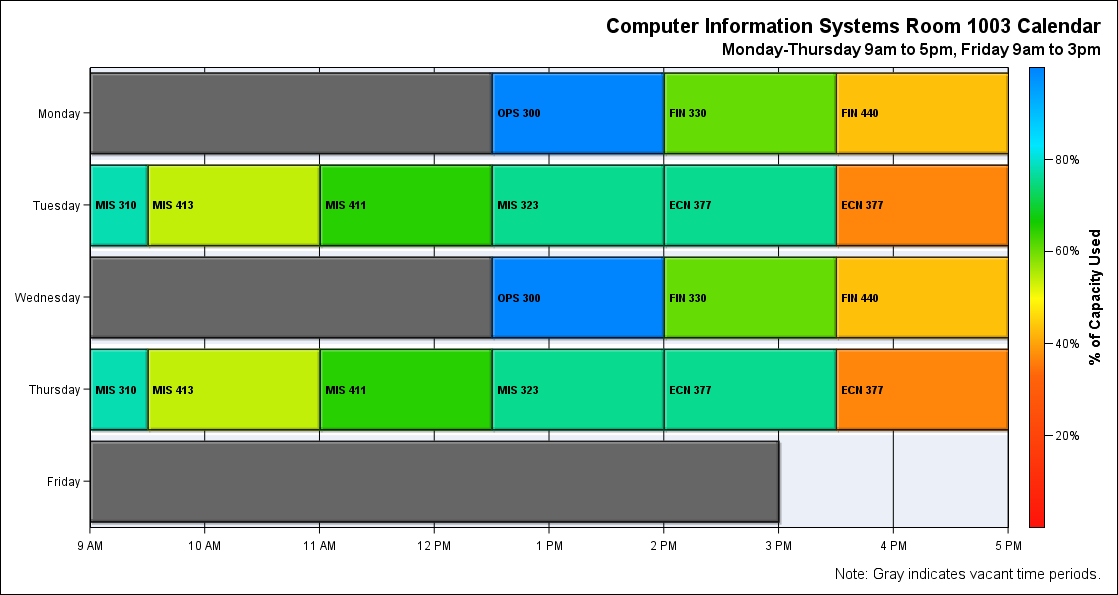 Computer Information Systems Room 1003 Calendar
Monday-Thursday 9am to 5pm, Friday 9am to 3pm
Monday
OPS 300
FIN 330
FIN 440
Tuesday
MIS 310
MIS 413
MIS 411
MIS 323
ECN 377
ECN 377
Wednesday
OPS 300
FIN 330
FIN 440
Thursday
MIS 310
MIS 413
MIS 411
MIS 323
ECN 377
ECN 377
Friday
9 AM 10 AM 11 AM 12 PM 1 PM 2 PM 3 PM 4 PM 5 PM
80%
60%
40%
20%
% of Capacity Used
Note: Gray indicates vacant time periods.